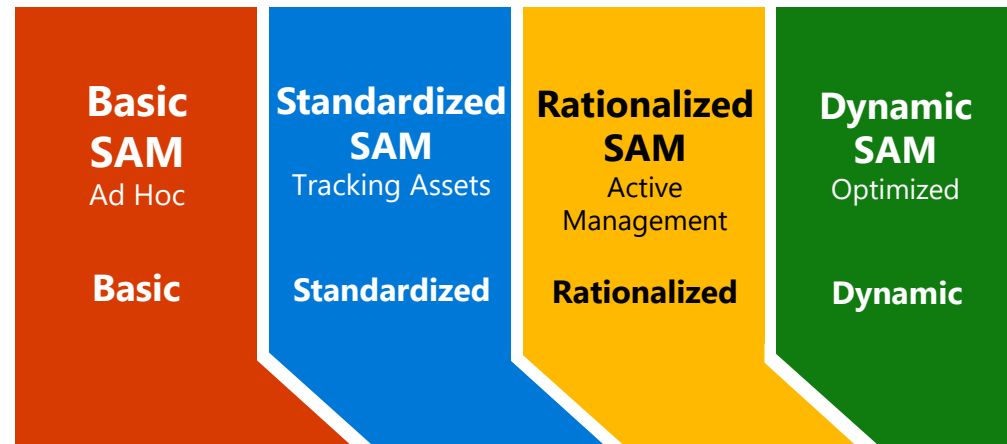 Basic
SAM
Ad Hoc
Basic
Standardized
SAM
Tracking Assets
Standardized
Rationalized
SAM
Active
Management
Rationalized
Dynamic
SAM
Optimized
Dynamic